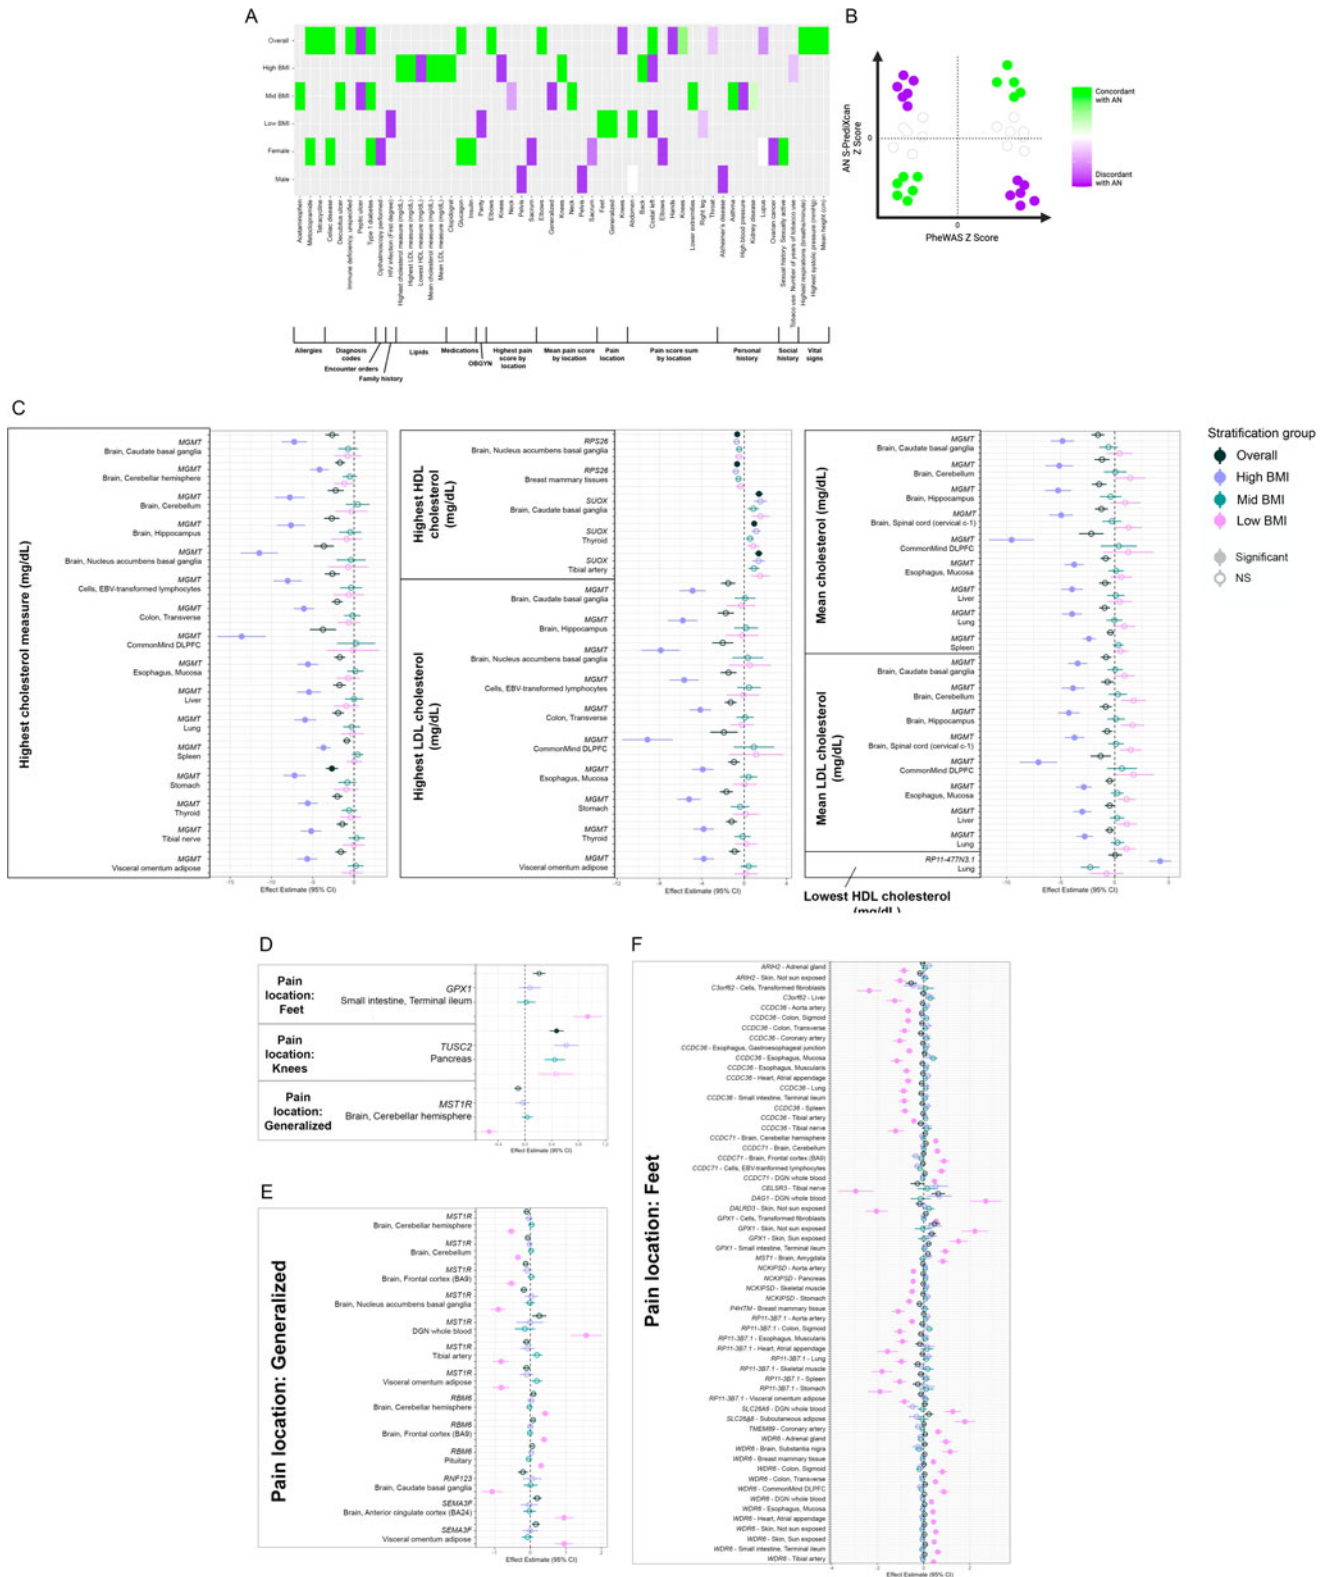 A
Overall
High BMI
Mid BMI
Low BMI
Female
Male
Acetaminophen
Metoclopramide
Tetracycline
Celiac disease
Decubitus ulcer
Immune deficiency, unspecified
Peptic ulcer
Type 1 diabetes
Opthalmoscopy performed
HIV infection (First degree)
Highest cholesterol measure (mg/dL)
Highest LDL measure (mg/dL)
Lowest HDL measure (mg/dL)
Mean cholesterol measure (mg/dL)
Mean LDL measure (mg/dL)
Clopidogrel
Glucagon
Insulin
Parity
Elbows
Knees
Neck
Pelvis
Sacrum
Elbows
Generalized
Knees
Neck
Pelvis
Sacrum
Feet
Generalized
Knees
Abdomen
Back
Costal left
Elbows
Hands
Knees
Lower extremities
Right leg
Throat
Alzheimer's disease
Asthma
High blood pressure
Kidney disease
Lupus
Ovarian cancer
Sexual history: Sexually active
Tobacco use: Number of years of tobacco use
Highest respirations (breaths/minute)
Highest systolic pressure (mmHg)
Mean height (cm)
Allergies
Diagnosis codes
Encounter orders
Family history
Lipids
Medications
OBGYN
Highest pain score by location
Mean pain score by location
Pain location
Pain score sum by location
Personal history
Social history
Vital signs
B
AN S-PrediXcan Z Score
0
0
PheWAS Z Score
Concordant with AN
Discordant with AN
C
Highest cholesterol measure (mg/dL)
MGMT
Brain, Caudate basal ganglia
MGMT
Brain, Cerebellar hemisphere
MGMT
Brain, Cerebellum
MGMT
Brain, Hippocampus
MGMT
Brain, Nucleus accumbens basal ganglia
MGMT
Cells, EBV-transformed lymphocytes
MGMT
Colon, Transverse
MGMT
CommonMind DLPFC
MGMT
Esophagus, Mucosa
MGMT
Liver
MGMT
Lung
MGMT
Spleen
MGMT
Stomach
MGMT
Thyroid
MGMT
Tibial nerve
MGMT
Visceral omentum adipose
Effect Estimate (95% CI)
Highest HDL cholesterol (mg/dL)
RPS26
Brain, Nucleus accumbens basal ganglia
RPS26
Breast mammary tissues
SUOX
Brain, Caudate basal ganglia
SUOX
Thyroid
SUOX
Tibial artery
Highest LDL cholesterol (mg/dL)
MGMT
Brain, Caudate basal ganglia
MGMT
Brain, Hippocampus
MGMT
Brain, Nucleus accumbens basal ganglia
MGMT
Cells, EBV-transformed lymphocytes
MGMT
Colon, Transverse
MGMT
CommonMind DLPFC
MGMT
Esophagus, Mucosa
MGMT
Stomach
MGMT
Thyroid
MGMT
Visceral omentum adipose
Effect Estimate (95% CI)
Mean cholesterol (mg/dL)
MGMT
Brain, Caudate basal ganglia
MGMT
Brain, Cerebellum
MGMT
Brain, Hippocampus
MGMT
Brain, Spinal cord (cervical c-1)
MGMT
CommonMind DLPFC
MGMT
Esophagus, Mucosa
MGMT
Liver
MGMT
Lung
MGMT
Spleen
Mean LDL cholesterol (mg/dL)
MGMT
Brain, Caudate basal ganglia
MGMT
Brain, Cerebellum
MGMT
Brain, Hippocampus
MGMT
Brain, Spinal cord (cervical c-1)
MGMT
CommonMind DLPFC
MGMT
Esophagus, Mucosa
MGMT
Liver
MGMT
Lung
RP11-477N3.1
Lung
Lowest HDL cholesterol
(mg/dL)
Effect Estimate (95% CI)
Stratification group
Overall
High BMI
Mid BMI
Low BMI
Significant
NS
D
Pain location: Feet
GPX1
Small intestine, Terminal ileum
Pain location: Knees
TUSC2
Pancreas
Pain location: Generalized
MST1R
Brain, Cerebellar hemisphere
Effect Estimate (95% CI)
E
Pain location: Generalized
MST1R
Brain, Cerebellar hemisphere
MST1R
Brain, Cerebellum
MST1R
Brain, Frontal cortex (BA9)
MST1R
Brain, Nucleus accumbens basal ganglia
MST1R
DGN whole blood
MST1R
Tibial artery
MST1R
Visceral omentum adipose
RBM6
Brain, Cerebellar hemisphere
RBM6
Brain, Frontal cortex (BA9)
RBM6
Pituitary
RNF123
Brain, Caudate basal ganglia
SEMA3F
Brain, Anterior cingulate cortex (BA24)
SEMA3F
Visceral omentum adipose
Effect Estimate (95% CI)
F
Pain location: Feet
ARIH2 - Adrenal gland
ARIH2 - Skin, Not sun exposed
C3orf62 - Cells, Transformed fibroblasts
C3orf62 - Liver
CCDC36 - Aorta artery
CCDC36 - Colon, Sigmoid
CCDC36 - Colon, Transverse
CCDC36 - Coronary artery
CCDC36 - Esophagus, Gastroesophageal junction
CCDC36 - Esophagus, Mucosa
CCDC36 - Esophagus, Muscularis
CCDC36 - Heart, Atrial appendage
CCDC36 - Lung
CCDC36 - Small intestine, Terminal ileum
CCDC36 - Spleen
CCDC36 - Tibial artery
CCDC36 - Tibial nerve
CCDC71 - Brain, Cerebellar hemisphere
CCDC71 - Brain, Cerebellum
CCDC71 - Brain, Frontal cortex (BA9)
CCDC71 - Cells, EBV-tranformed lymphocytes
CCDC71 - DGN whole blood
CELSR3 - Tibial nerve
DAG1 - DGN whole blood
DALRD3 - Skin, Not sun exposed
GPX1 - Cells, Transformed fibroblasts
GPX1 - Skin, Not sun exposed
GPX1 - Skin, Sun exposed
GPX1 - Small intestine, Terminal ileum
MST1 - Brain, Amygdala
NCKIPSD - Aorta artery
NCKIPSD - Pancreas
NCKIPSD - Skeletal muscle
NCKIPSD - Stomach
P4HTM - Breast mammary tissue
RP11-3B7.1 - Aorta artery
RP11-3B7.1 - Colon, Sigmoid
RP11-3B7.1 - Esophagus, Muscularis
RP11-3B7.1 - Heart, Atrial appendage
RP11-3B7.1 - Lung
RP11-3B7.1 - Skeletal muscle
RP11-3B7.1 - Spleen
RP11-3B7.1 - Stomach
RP11-3B7.1 - Visceral omentum adipose
SLC26A6 - DGN whole blood
SLC26A6 - Subcutaneous adipose
TMEM89 - Coronary artery
WDR6 - Adrenal gland
WDR6 - Brain, Substantia nigra
WDR6 - Breast mammary tissue
WDR6 - Colon, Sigmoid
WDR6 - Colon, Transverse
WDR6 - CommonMind DLPFC
WDR6 - DGN whole blood
WDR6 - Esophagus, Mucosa
WDR6 - Heart, Atrial appendage
WDR6 - Skin, Not sun exposed
WDR6 - Skin, Sun exposed
WDR6 - Small intestine, Terminal ileum
WDR6 - Tibial artery
Effect Estimate (95% CI)